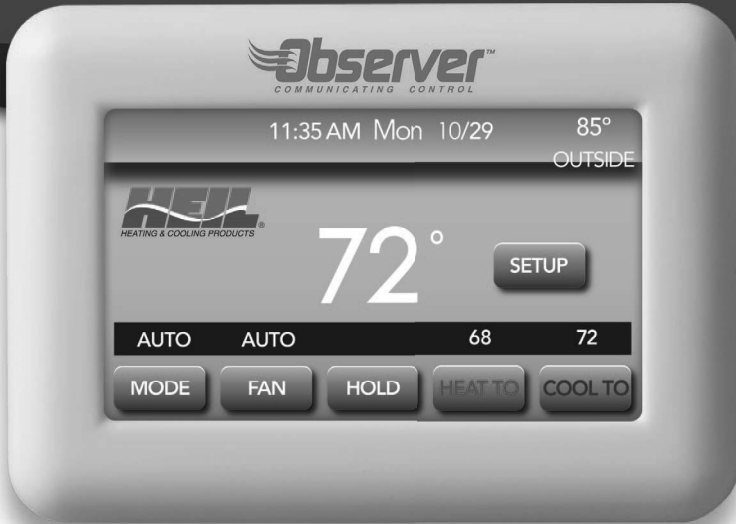 Observer™
COMMUNICATING CONTROL
11:35 AM Mon 10/29 85°
OUTSIDE
HEIL®
HEATING & COOLING PRODUCTS
72°
SETUP
AUTO AUTO 68 72
MODE FAN HOLD HEAT TO COOL TO